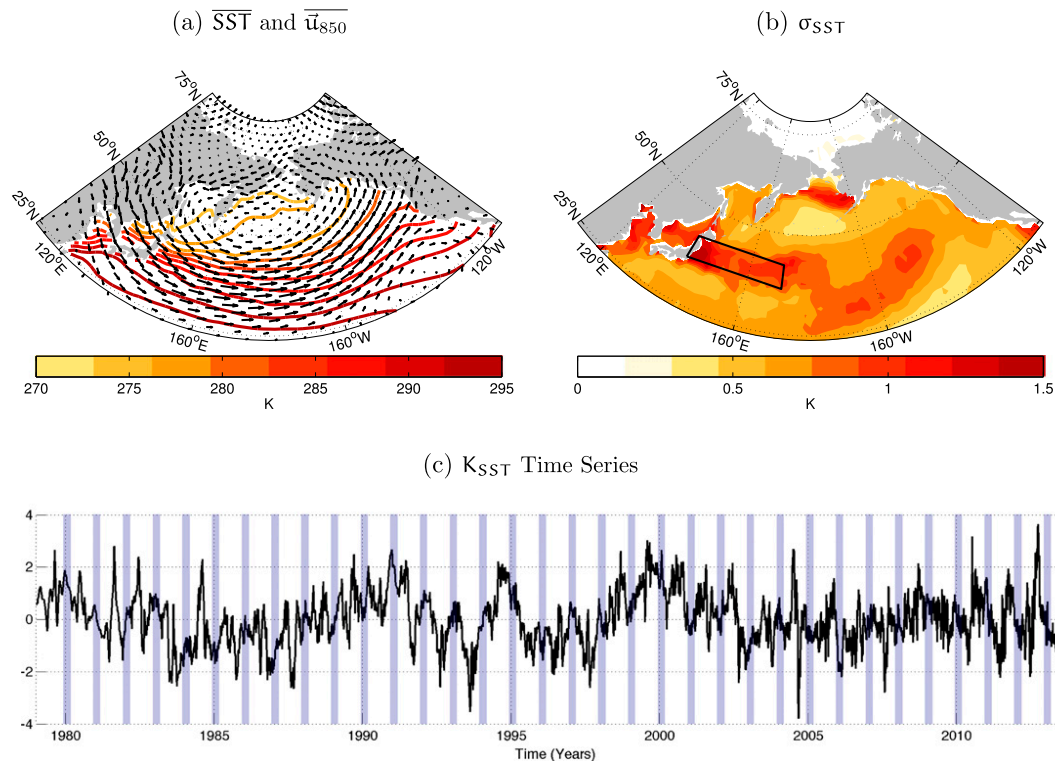 (a) SST and u⃗850
(b) σSST
75°N
50°N
25°N
120°E
160°E
160°W
120°W
270 275 280 285 290 295
K
75°N
50°N
25°N
120°E
160°E
160°W
120°W
0 0.5 1 1.5
K
(c) KSST Time Series
4
2
0
-2
-4
1980 1985 1990 1995 2000 2005 2010
Time (Years)